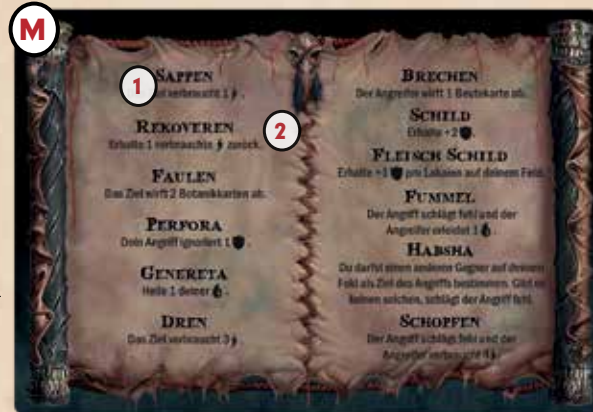 M
1
2
SAPPEN
verbraucht 1
REKOVEREN
Erhalte 1 verbrauchte zurück.
FAULEN
Das Ziel wirft 2 Botanikkarten ab.
PERFORA
Dein Angriff ignoriert 1 .
GENERETA
Heile 1 deiner .
DREN
Das Ziel verbraucht 3 .
BRECHEN
Der Angreifer wirft 1 Beutekarte ab.
SCHILD
Erhalte +2 .
FLEISCH SCHILD
Erhalte +1 pro Lakaien auf deinem Feld.
FUMMEL
Der Angriff schlägt fehl und der
Angreifer erleidet 1 .
HABSHA
Du darfst einen anderen Gegner auf deinem
Feld als Ziel des Angriffs bestimmen. Gibt es
keinen solchen, schlägt der Angriff fehl.
SCHOPFEN
Der Angriff schlägt fehl und der
Angreifer verbraucht 4 .